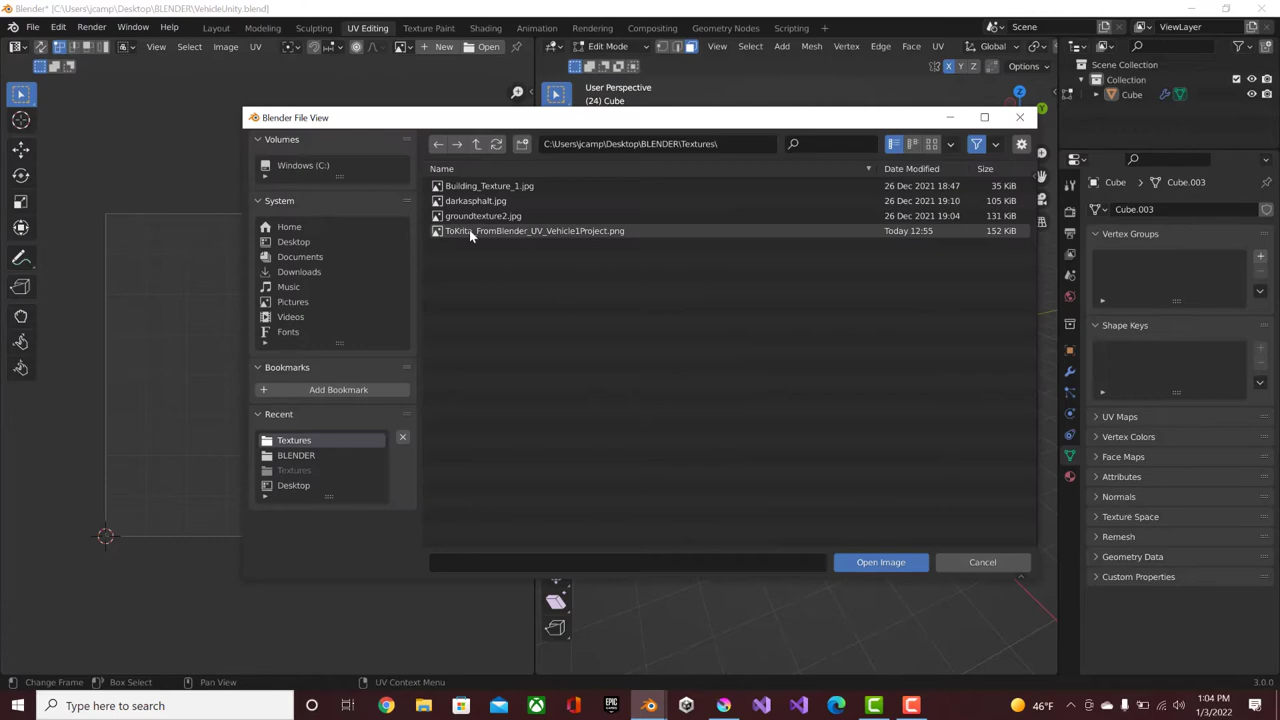 Blender* [C:\Users\jcamp\Desktop\BLENDER\VehicleUnity.blend]
File Edit Render Window Help Layout Modeling Sculpting UV Editing Texture Paint Shading Animation Rendering Compositing Geometry Nodes Scene ViewLayer
View Select Image UV New Open Edit Mode View Select Add Mesh Vertex Edge Face UV Global
X Y Z Options
Scene Collection
Collection
Cube
User Perspective
(24) Cube
Z
Y
Blender File View
Volumes
Windows (C:)
System
Home
Desktop
Documents
Downloads
Music
Pictures
Videos
Fonts
Bookmarks
Add Bookmark
Recent
Textures
BLENDER
Textures
Desktop
C:\Users\jcamp\Desktop\BLENDER\Textures\
Name Date Modified Size
Building_Texture_1.jpg 26 Dec 2021 18:47 35 KiB
darkasphalt.jpg 26 Dec 2021 19:10 105 KiB
groundtexture2.jpg 26 Dec 2021 19:04 131 KiB
ToKrita_FromBlender_UV_Vehicle1Project.png Today 12:55 152 KiB
Open Image Cancel
Cube Cube.003
Cube.003
Vertex Groups
Shape Keys
UV Maps
Vertex Colors
Face Maps
Attributes
Normals
Texture Space
Remesh
Geometry Data
Custom Properties
Change Frame Box Select Pan View UV Context Menu 3.0.0
Type here to search
EPIC GAMES
46°F
1:04 PM
1/3/2022